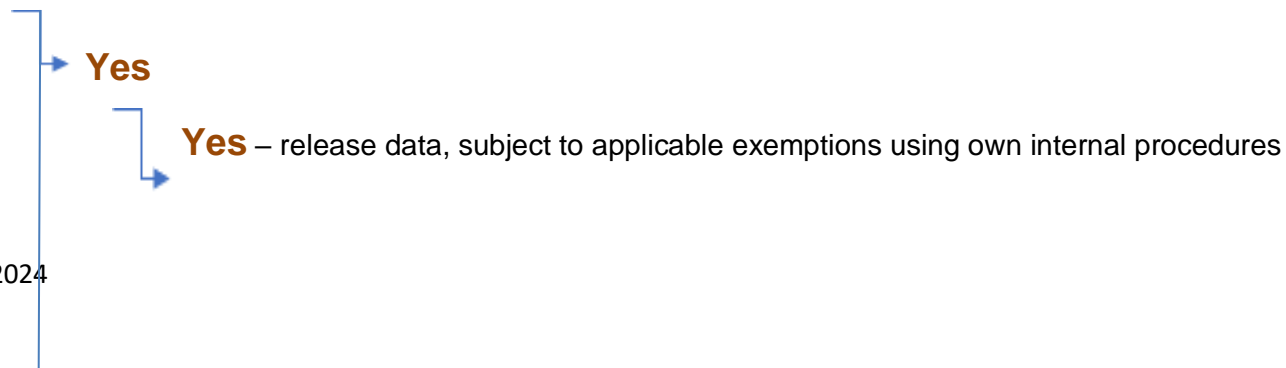 Yes
Yes – release data, subject to applicable exemptions using own internal procedures
2024